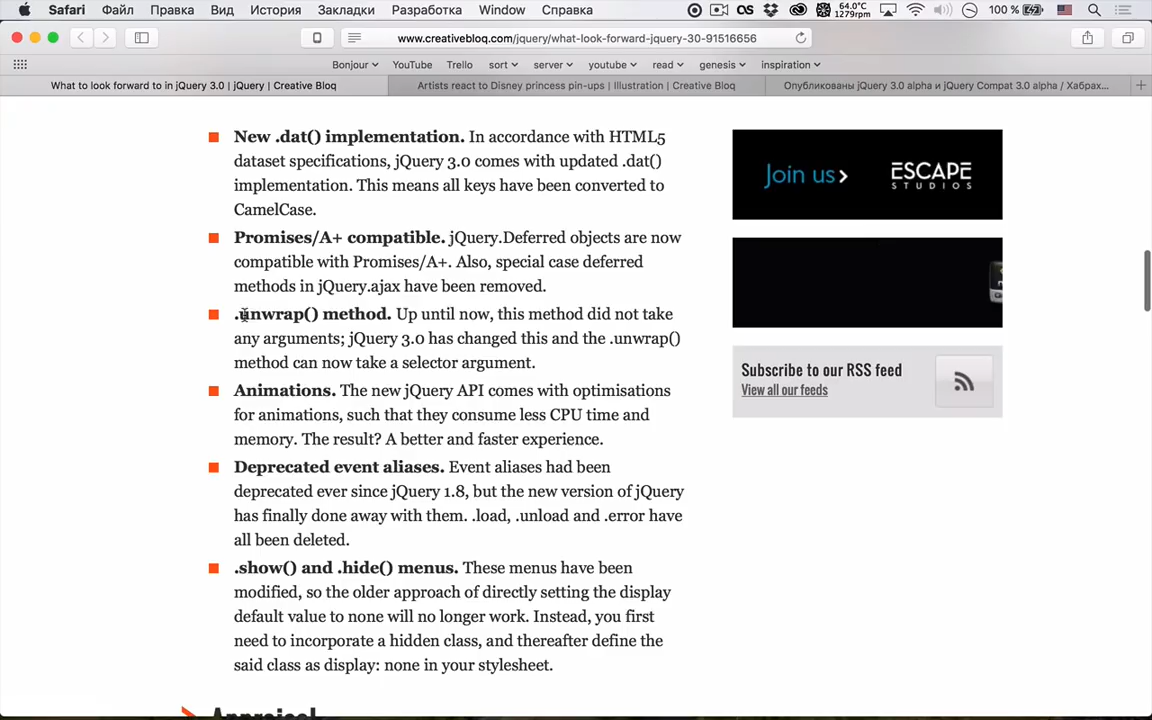 Safari Файл Правка Вид История Закладки Разработка Window Справка 64.0°C 1279rpm 100 %
www.creativebloq.com/jquery/what-look-forward-jquery-30-91516656
Bonjour YouTube Trello sort server youtube read genesis inspiration
What to look forward to in jQuery 3.0 | jQuery | Creative Bloq
Artists react to Disney princess pin-ups | Illustration | Creative Bloq
Опубликованы jQuery 3.0 alpha и jQuery Compat 3.0 alpha / Хабрах...
New .dat() implementation. In accordance with HTML5
dataset specifications, jQuery 3.0 comes with updated .dat()
implementation. This means all keys have been converted to
CamelCase.
Promises/A+ compatible. jQuery.Deferred objects are now
compatible with Promises/A+. Also, special case deferred
methods in jQuery.ajax have been removed.
.unwrap() method. Up until now, this method did not take
any arguments; jQuery 3.0 has changed this and the .unwrap()
method can now take a selector argument.
Animations. The new jQuery API comes with optimisations
for animations, such that they consume less CPU time and
memory. The result? A better and faster experience.
Deprecated event aliases. Event aliases had been
deprecated ever since jQuery 1.8, but the new version of jQuery
has finally done away with them. .load, .unload and .error have
all been deleted.
.show() and .hide() menus. These menus have been
modified, so the older approach of directly setting the display
default value to none will no longer work. Instead, you first
need to incorporate a hidden class, and thereafter define the
said class as display: none in your stylesheet.
Appraisal
Join us
ESCAPE
STUDIOS
Subscribe to our RSS feed
View all our feeds